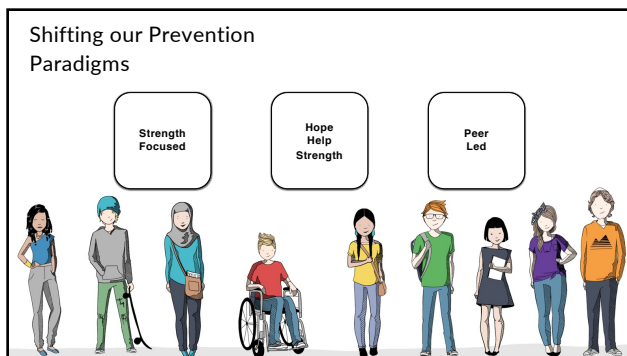 Shifting our Prevention
Paradigms
Strength
Focused
Hope
Help
Strength
Peer
Led